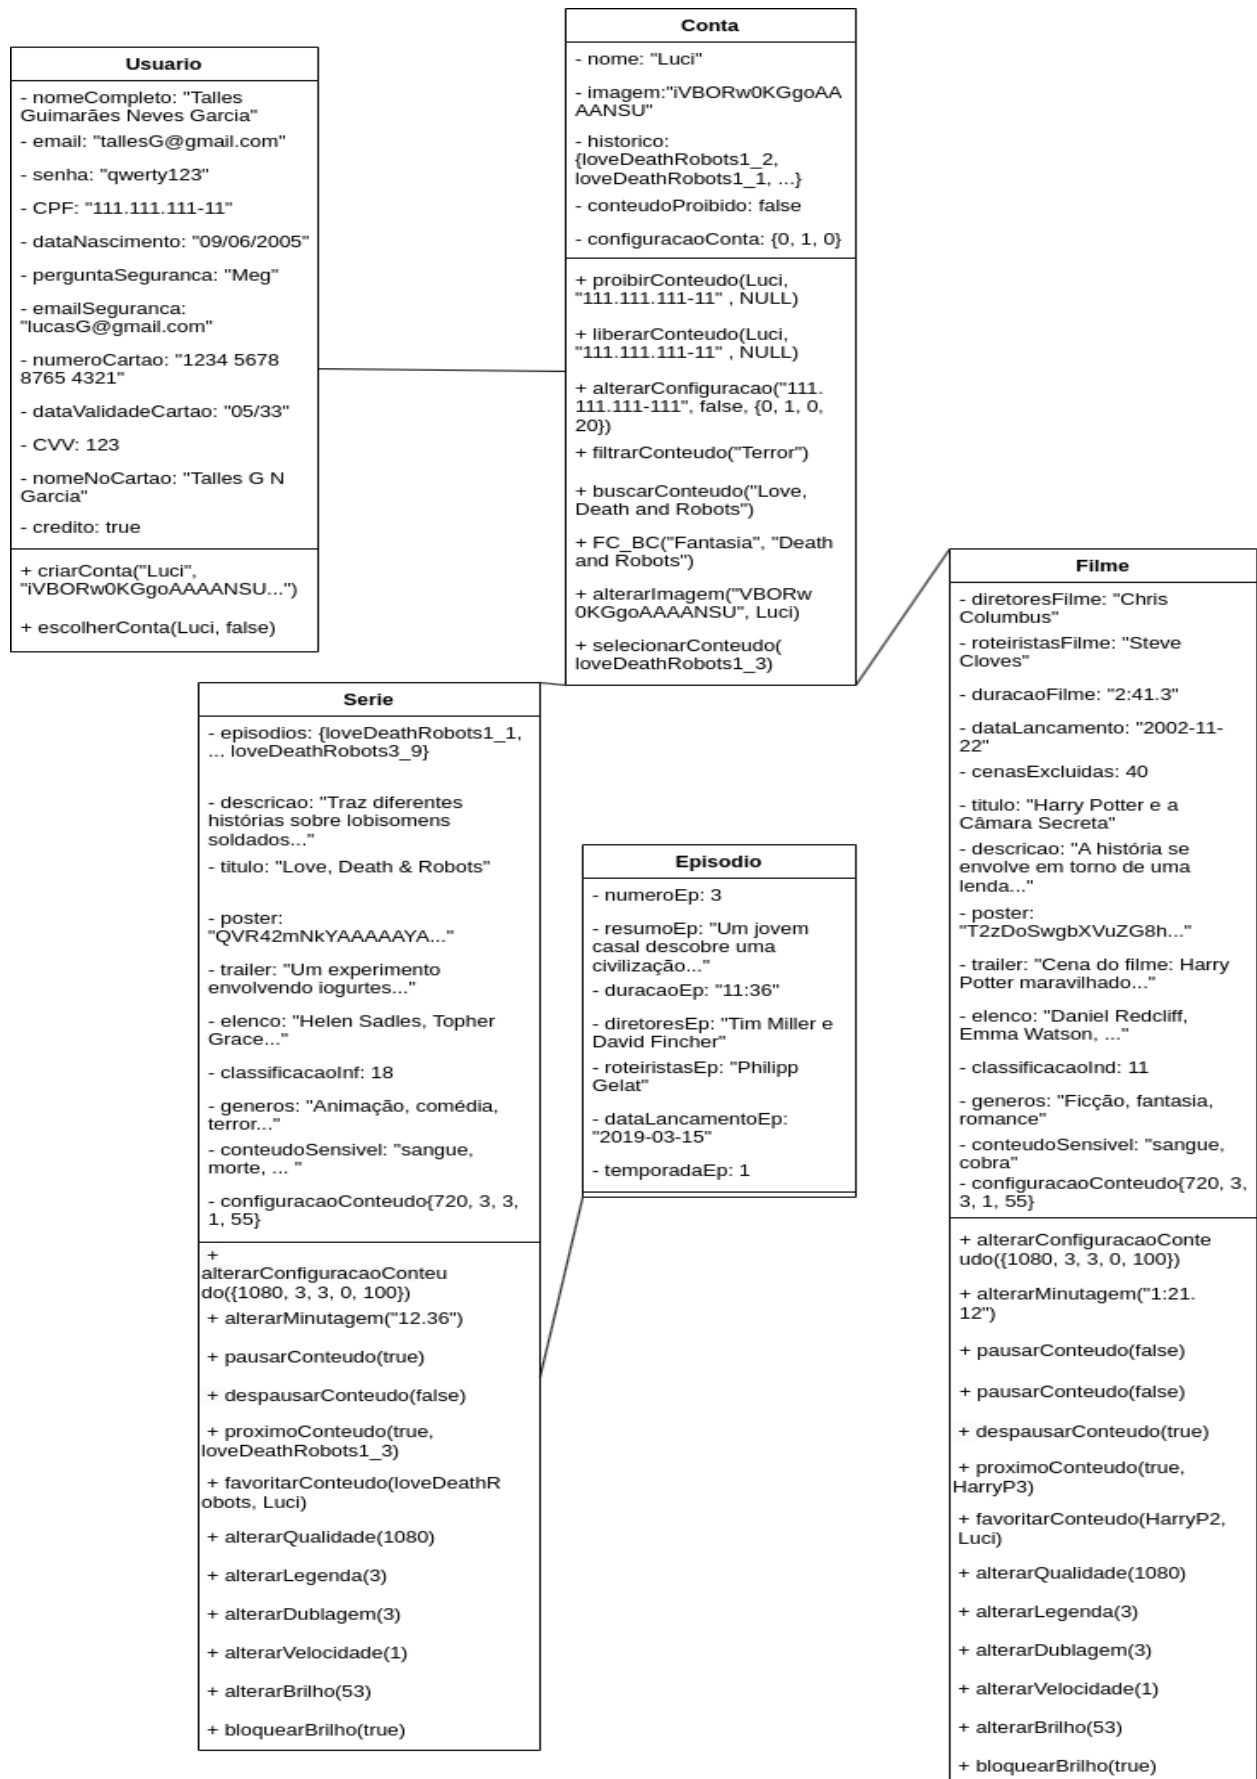 Usuario
- nomeCompleto: "Talles
Guimarães Neves Garcia"
- email: "tallesG@gmail.com"
- senha: "qwerty123"
- CPF: "111.111.111-11"
- dataNascimento: "09/06/2005"
- perguntaSeguranca: "Meg"
- emailSeguranca:
"lucasG@gmail.com"
- numeroCartao: "1234 5678
8765 4321"
- dataValidadeCartao: "05/33"
- CVV: 123
- nomeNoCartao: "Talles G N
Garcia"
- credito: true
+ criarConta("Luci",
"iVBORw0KGgoAAAANSU...")
+ escolherConta(Luci, false)
Conta
- nome: "Luci"
- imagem:"iVBORw0KGgoAA
AANSU"
- historico:
{loveDeathRobots1_2,
loveDeathRobots1_1, ...}
- conteudoProibido: false
- configuracaoConta: {0, 1, 0}
+ proibirConteudo(Luci,
"111.111.111-11" , NULL)
+ liberarConteudo(Luci,
"111.111.111-11" , NULL)
+ alterarConfiguracao("111.
111.111-111", false, {0, 1, 0,
20})
+ filtrarConteudo("Terror")
+ buscarConteudo("Love,
Death and Robots")
+ FC_BC("Fantasia", "Death
and Robots")
+ alterarImagem("VBORw
0KGgoAAAANSU", Luci)
+ selecionarConteudo(
loveDeathRobots1_3)
Serie
- episodios: {loveDeathRobots1_1,
... loveDeathRobots3_9}
- descricao: "Traz diferentes
histórias sobre lobisomens
soldados..."
- titulo: "Love, Death & Robots"
- poster:
"QVR42mNkYAAAAAYA..."
- trailer: "Um experimento
envolvendo iogurtes..."
- elenco: "Helen Sadles, Topher
Grace..."
- classificacaoInf: 18
- generos: "Animação, comédia,
terror..."
- conteudoSensivel: "sangue,
morte, ... "
- configuracaoConteudo{720, 3, 3,
1, 55}
+
alterarConfiguracaoConteu
do({1080, 3, 3, 0, 100})
+ alterarMinutagem("12.36")
+ pausarConteudo(true)
+ despausarConteudo(false)
+ proximoConteudo(true,
loveDeathRobots1_3)
+ favoritarConteudo(loveDeathR
obots, Luci)
+ alterarQualidade(1080)
+ alterarLegenda(3)
+ alterarDublagem(3)
+ alterarVelocidade(1)
+ alterarBrilho(53)
+ bloquearBrilho(true)
Episodio
- numeroEp: 3
- resumoEp: "Um jovem
casal descobre uma
civilização..."
- duracaoEp: "11:36"
- diretoresEp: "Tim Miller e
David Fincher"
- roteiristasEp: "Philipp
Gelat"
- dataLancamentoEp:
"2019-03-15"
- temporadaEp: 1
Filme
- diretoresFilme: "Chris
Columbus"
- roteiristasFilme: "Steve
Cloves"
- duracaoFilme: "2:41.3"
- dataLancamento: "2002-11-
22"
- cenasExcluidas: 40
- titulo: "Harry Potter e a
Câmara Secreta"
- descricao: "A história se
envolve em torno de uma
lenda..."
- poster:
"T2zDoSwgbXVuZG8h..."
- trailer: "Cena do filme: Harry
Potter maravilhado..."
- elenco: "Daniel Redcliff,
Emma Watson, ..."
- classificacaoInd: 11
- generos: "Ficção, fantasia,
romance"
- conteudoSensivel: "sangue,
cobra"
- configuracaoConteudo{720, 3,
3, 1, 55}
+ alterarConfiguracaoConte
udo({1080, 3, 3, 0, 100})
+ alterarMinutagem("1:21.
12")
+ pausarConteudo(false)
+ pausarConteudo(false)
+ despausarConteudo(true)
+ proximoConteudo(true,
HarryP3)
+ favoritarConteudo(HarryP2,
Luci)
+ alterarQualidade(1080)
+ alterarLegenda(3)
+ alterarDublagem(3)
+ alterarVelocidade(1)
+ alterarBrilho(53)
+ bloquearBrilho(true)